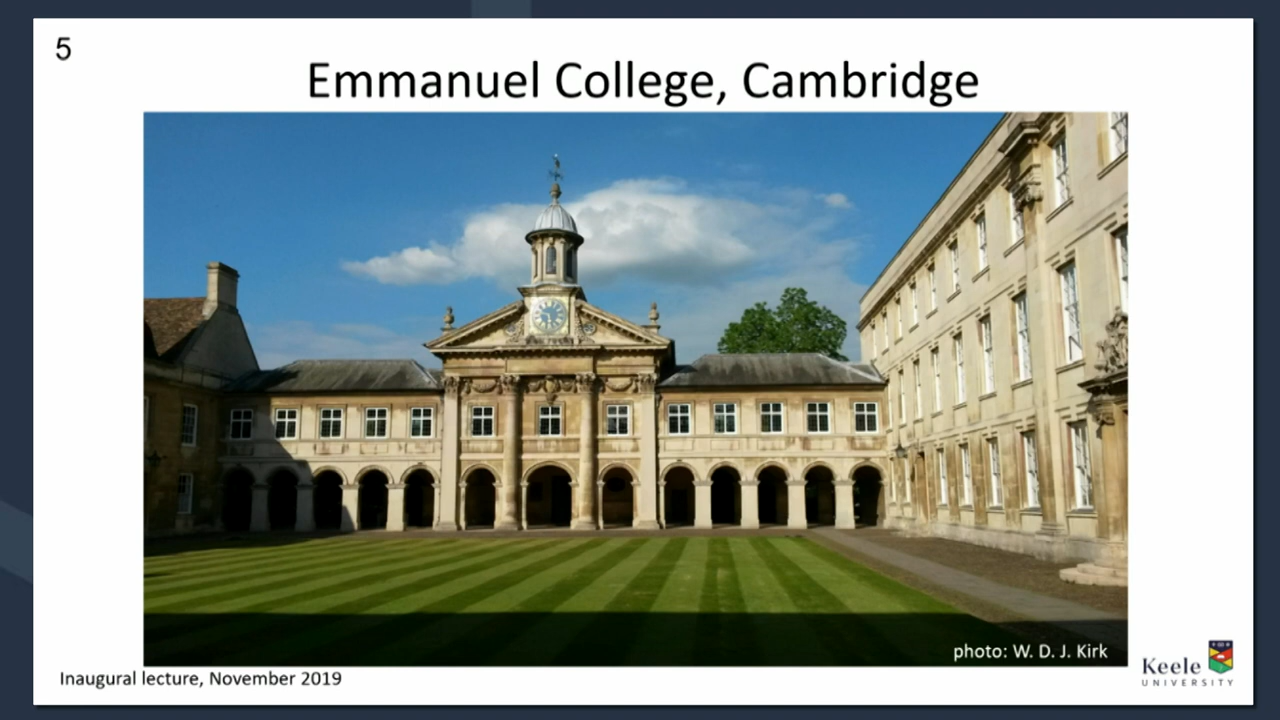 5
Emmanuel College, Cambridge
photo: W. D. J. Kirk
Inaugural lecture, November 2019
Keele
UNIVERSITY